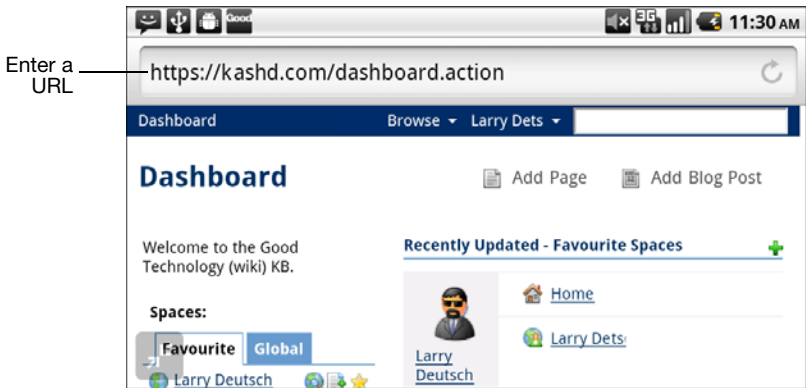 Good
3G
11:30 AM
Enter a
URL
https://kashd.com/dashboard.action
Dashboard Browse Larry Dets
Dashboard
Add Page Add Blog Post
Welcome to the Good
Technology (wiki) KB.
Recently Updated - Favourite Spaces
Home
Larry Dets
Larry
Deutsch
Spaces:
Favourite Global
Larry Deutsch